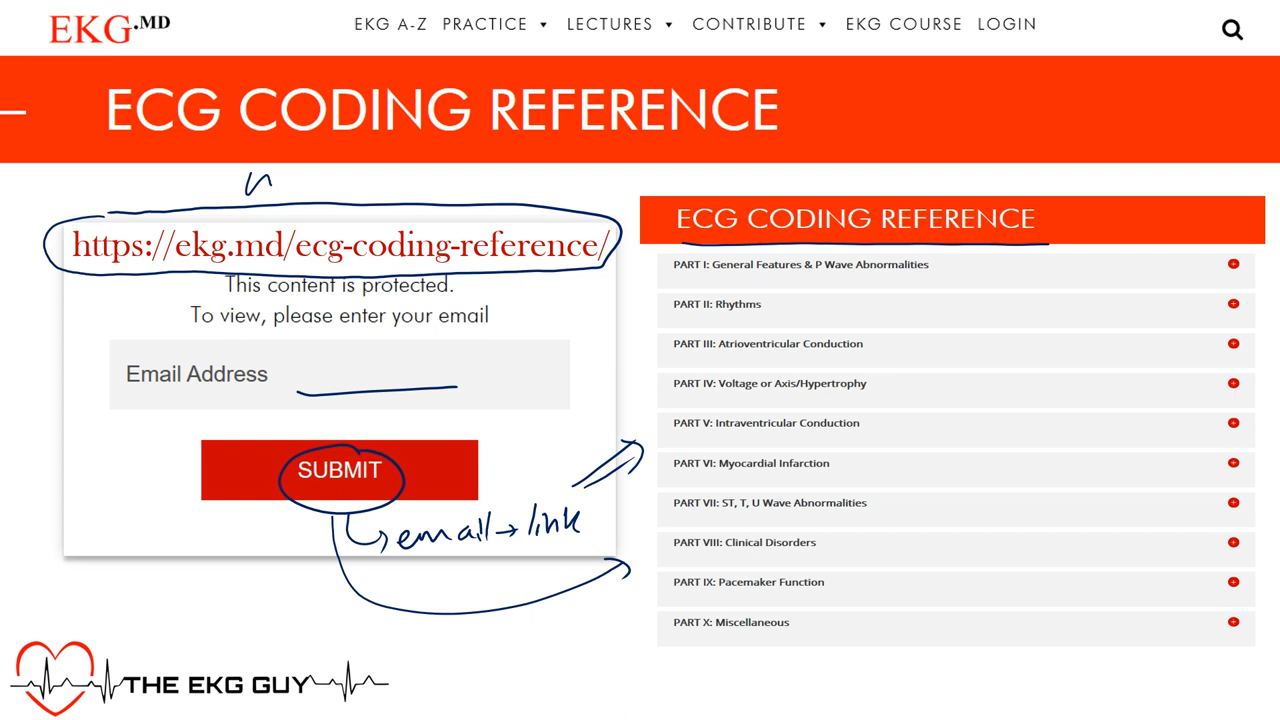 EKG.MD
EKG A-Z PRACTICE LECTURES CONTRIBUTE EKG COURSE LOGIN
ECG CODING REFERENCE
https://ekg.md/ecg-coding-reference/
This content is protected.
To view, please enter your email
Email Address
SUBMIT
email → link
ECG CODING REFERENCE
PART I: General Features & P Wave Abnormalities
PART II: Rhythms
PART III: Atrioventricular Conduction
PART IV: Voltage or Axis/Hypertrophy
PART V: Intraventricular Conduction
PART VI: Myocardial Infarction
PART VII: ST, T, U Wave Abnormalities
PART VIII: Clinical Disorders
PART IX: Pacemaker Function
PART X: Miscellaneous
THE EKG GUY